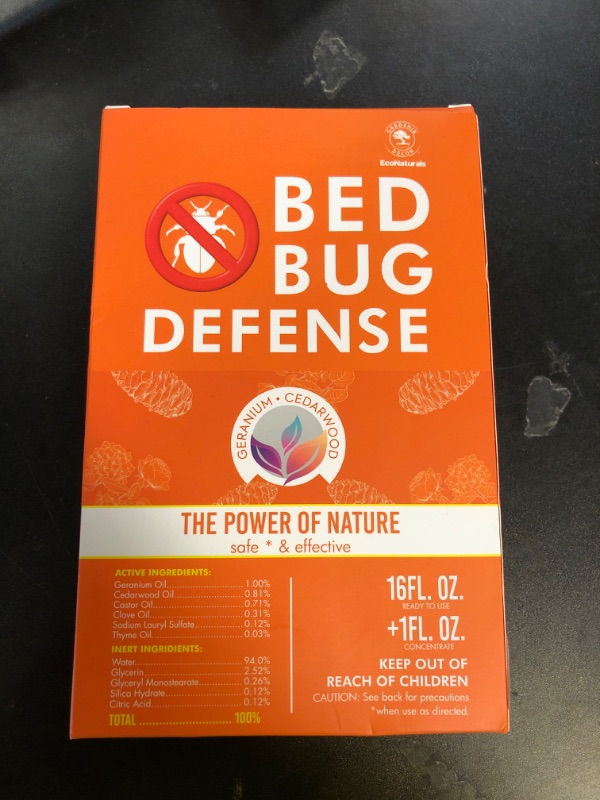 GARDENIZ
DECOR
EcoNaturals
BED
BUG
DEFENSE
GERANIUM • CEDARWOOD
THE POWER OF NATURE
safe * & effective
ACTIVE INGREDIENTS:
Geranium Oil..........................1.00%
Cedarwood Oil......................0.81%
Castor Oil..............................0.71%
Clove Oil...............................0.31%
Sodium Lauryl Sulfate............0.12%
Thyme Oil.............................0.03%
INERT INGRIDIENTS:
Water....................................94.0%
Glycerin................................2.52%
Glyceryl Monostearate...........0.26%
Silica Hydrate.......................0.12%
Citric Acid............................0.12%
TOTAL ............................ 100%
16FL. OZ.
READY TO USE
+1FL. OZ.
CONCENTRATE
KEEP OUT OF
REACH OF CHILDREN
CAUTION: See back for precautions
*when use as directed.